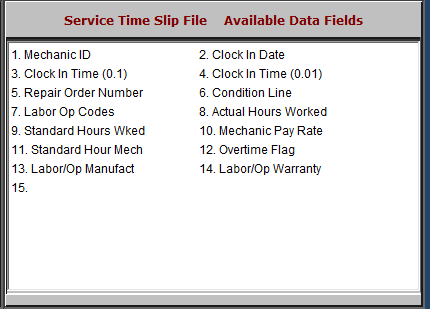 Service Time Slip File    Available Data Fields
1. Mechanic ID    2. Clock In Date
3. Clock In Time (0.1)    4. Clock In Time (0.01)
5. Repair Order Number    6. Condition Line
7. Labor Op Codes    8. Actual Hours Worked
9. Standard Hours Wked    10. Mechanic Pay Rate
11. Standard Hour Mech    12. Overtime Flag
13. Labor/Op Manufact    14. Labor/Op Warranty
15.